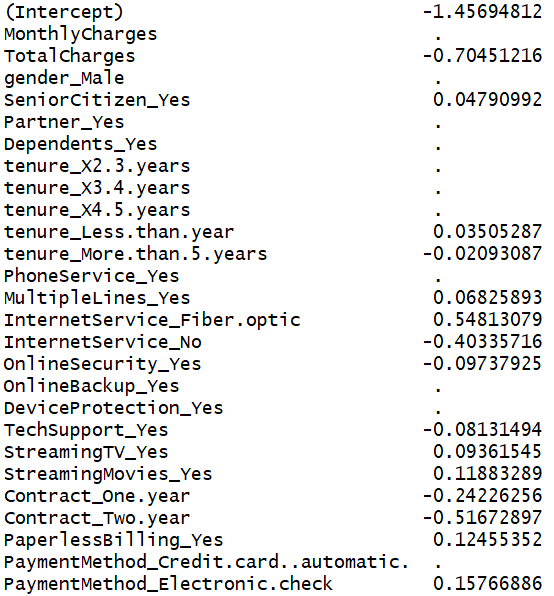 (Intercept) -1.45694812
MonthlyCharges .
TotalCharges -0.70451216
gender_Male .
SeniorCitizen_Yes 0.04790992
Partner_Yes .
Dependents_Yes .
tenure_X2.3.years .
tenure_X3.4.years .
tenure_X4.5.years .
tenure_Less.than.year 0.03505287
tenure_More.than.5.years -0.02093087
PhoneService_Yes .
MultipleLines_Yes 0.06825893
InternetService_Fiber.optic 0.54813079
InternetService_No -0.40335716
OnlineSecurity_Yes -0.09737925
OnlineBackup_Yes .
DeviceProtection_Yes .
TechSupport_Yes -0.08131494
StreamingTV_Yes 0.09361545
StreamingMovies_Yes 0.11883289
Contract_One.year -0.24226256
Contract_Two.year -0.51672897
PaperlessBilling_Yes 0.12455352
PaymentMethod_Credit.card..automatic. .
PaymentMethod_Electronic.check 0.15766886